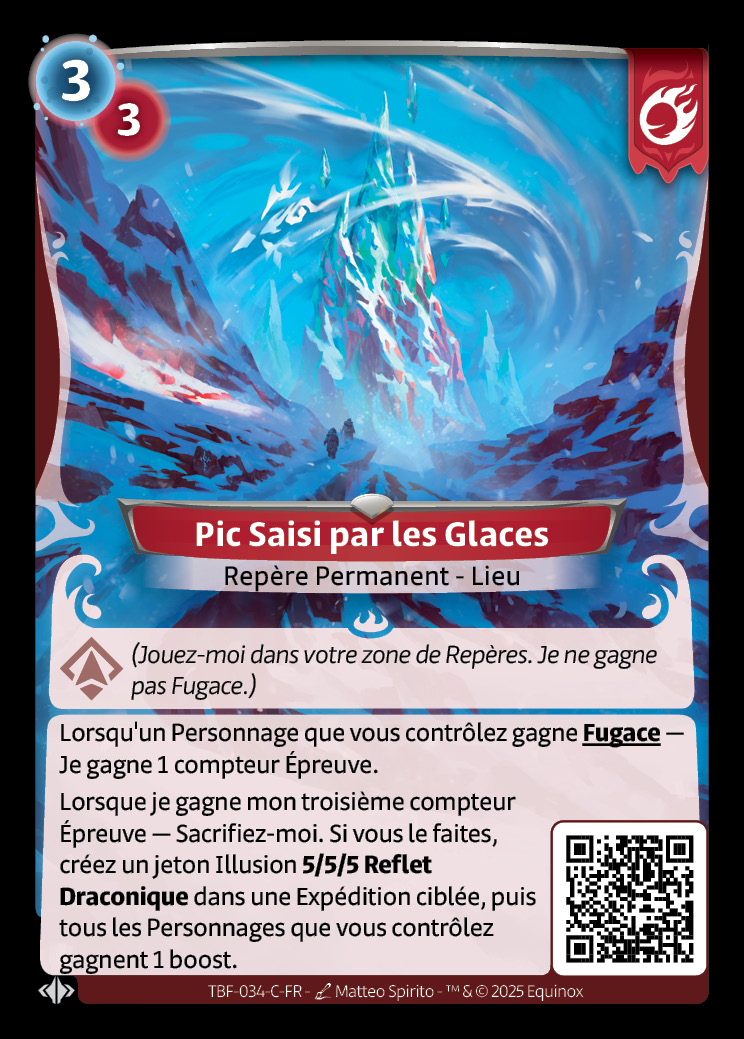 3
3
Pic Saisi par les Glaces
Repère Permanent - Lieu
(Jouez-moi dans votre zone de Repères. Je ne gagne
pas Fugace.)
Lorsqu'un Personnage que vous contrôlez gagne Fugace —
Je gagne 1 compteur Épreuve.
Lorsque je gagne mon troisième compteur
Épreuve — Sacrifiez-moi. Si vous le faites,
créez un jeton Illusion 5/5/5 Reflet
Draconique dans une Expédition ciblée, puis
tous les Personnages que vous contrôlez
gagnent 1 boost.
TBF-034-C-FR - Matteo Spirito - ™ & © 2025 Equinox